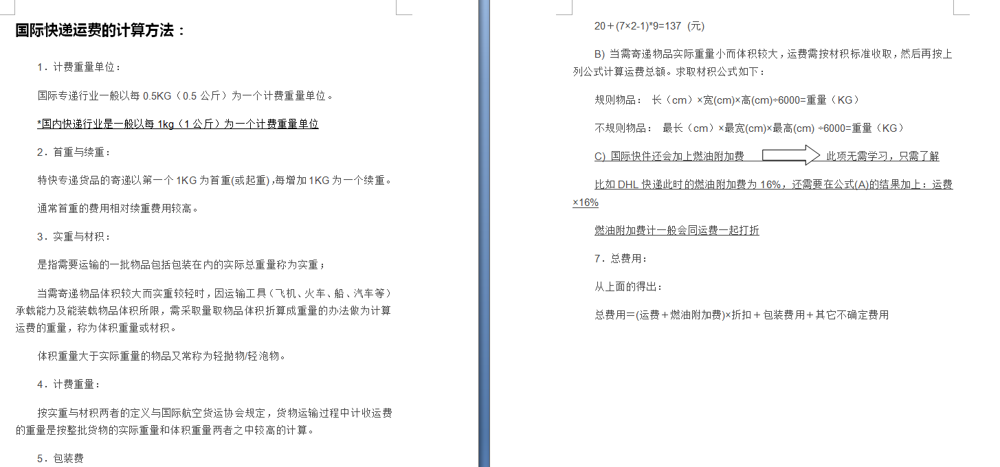 国际快递运费的计算方法：
1．计费重量单位：
国际专递行业一般以每 0.5KG（0.5 公斤）为一个计费重量单位。
*国内快递行业是一般以每 1kg（1 公斤）为一个计费重量单位
2．首重与续重：
特快专递货品的寄递以第一个 1KG 为首重(或起重)，每增加 1KG 为一个续重。
通常首重的费用相对续重费用较高。
3．实重与材积：
是指需要运输的一批物品包括包装在内的实际总重量称为实重；
当需寄递物品体积较大而实重较轻时，因运输工具（飞机、火车、船、汽车等）
承载能力及能装载物品体积所限，需采取量取物品体积折算成重量的办法做为计算
运费的重量，称为体积重量或材积。
体积重量大于实际重量的物品又常称为轻抛物/轻泡物。
4．计费重量：
按实重与材积两者的定义与国际航空货运协会规定，货物运输过程中计收运费
的重量是按整批货物的实际重量和体积重量两者之中较高的计算。
5．包装费
20＋(7×2-1)*9=137 (元)
B) 当需寄递物品实际重量小而体积较大，运费需按材积标准收取，然后再按上
列公式计算运费总额。求取材积公式如下：
规则物品： 长（cm）×宽(cm)×高(cm)÷6000=重量（KG）
不规则物品： 最长（cm）×最宽(cm)×最高(cm) ÷6000=重量（KG）
C) 国际快件还会加上燃油附加费 此项无需学习，只需了解
比如 DHL 快递此时的燃油附加费为 16%，还需要在公式(A)的结果加上：运费
×16%
燃油附加费计一般会同运费一起打折
7．总费用：
从上面的得出：
总费用＝(运费＋燃油附加费)×折扣＋包装费用＋其它不确定费用